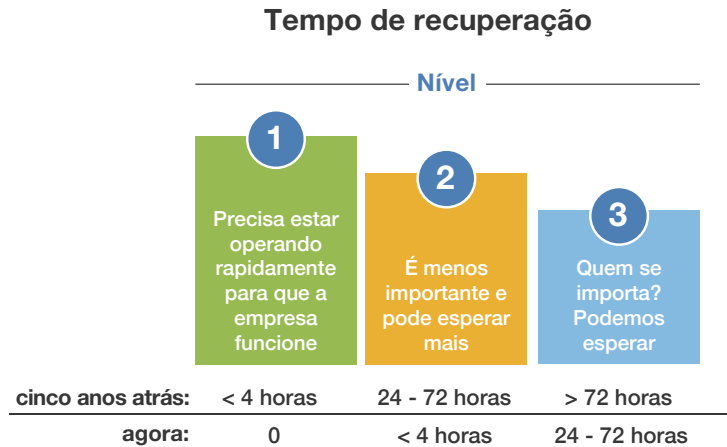 Tempo de recuperação
Nível
1
Precisa estar
operando
rapidamente
para que a
empresa
funcione
2
É menos
importante e
pode esperar
mais
3
Quem se
importa?
Podemos
esperar
cinco anos atrás: < 4 horas 24 - 72 horas > 72 horas
agora: 0 < 4 horas 24 - 72 horas